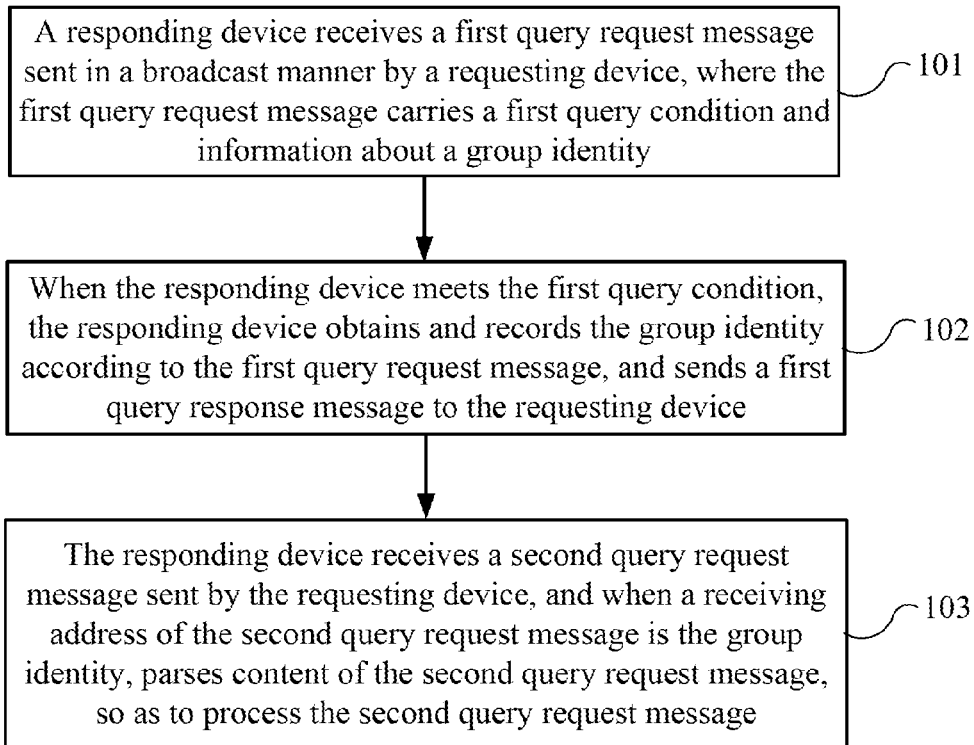 A responding device receives a first query request message
sent in a broadcast manner by a requesting device, where the
first query request message carries a first query condition and
information about a group identity
101
When the responding device meets the first query condition,
the responding device obtains and records the group identity
according to the first query request message, and sends a first
query response message to the requesting device
102
The responding device receives a second query request
message sent by the requesting device, and when a receiving
address of the second query request message is the group
identity, parses content of the second query request message,
so as to process the second query request message
103